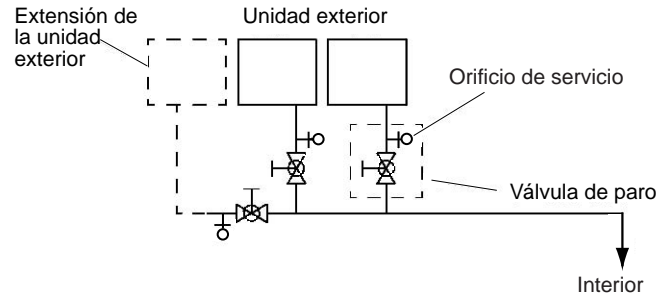 Extensión de
la unidad
exterior
Unidad exterior
Orificio de servicio
Válvula de paro
Interior